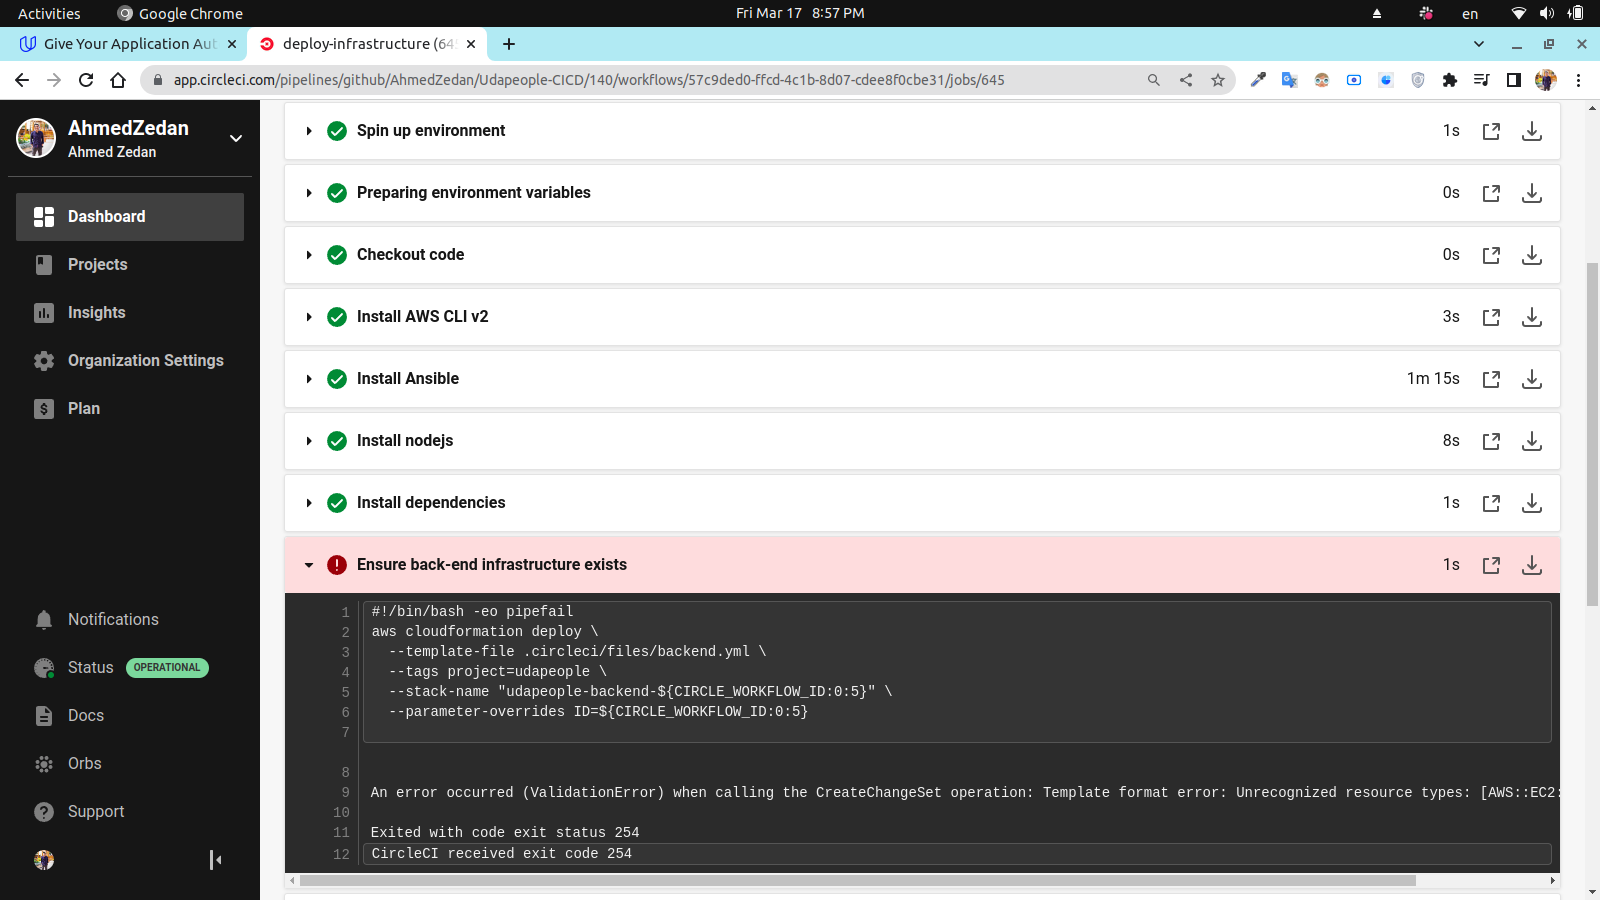 Activities
Google Chrome
Fri Mar 17 8:57 PM
en
Give Your Application Aut
deploy-infrastructure (645
app.circleci.com/pipelines/github/AhmedZedan/Udapeople-CICD/140/workflows/57c9ded0-ffcd-4c1b-8d07-cdee8f0cbe31/jobs/645
AhmedZedan
Ahmed Zedan
Dashboard
Projects
Insights
Organization Settings
Plan
Notifications
Status OPERATIONAL
Docs
Orbs
Support
Spin up environment 1s
Preparing environment variables 0s
Checkout code 0s
Install AWS CLI v2 3s
Install Ansible 1m 15s
Install nodejs 8s
Install dependencies 1s
Ensure back-end infrastructure exists 1s
1 #!/bin/bash -eo pipefail
2 aws cloudformation deploy \
3 --template-file .circleci/files/backend.yml \
4 --tags project=udapeople \
5 --stack-name "udapeople-backend-${CIRCLE_WORKFLOW_ID:0:5}" \
6 --parameter-overrides ID=${CIRCLE_WORKFLOW_ID:0:5}
7
8
9 An error occurred (ValidationError) when calling the CreateChangeSet operation: Template format error: Unrecognized resource types: [AWS::EC2:
10
11 Exited with code exit status 254
12 CircleCI received exit code 254